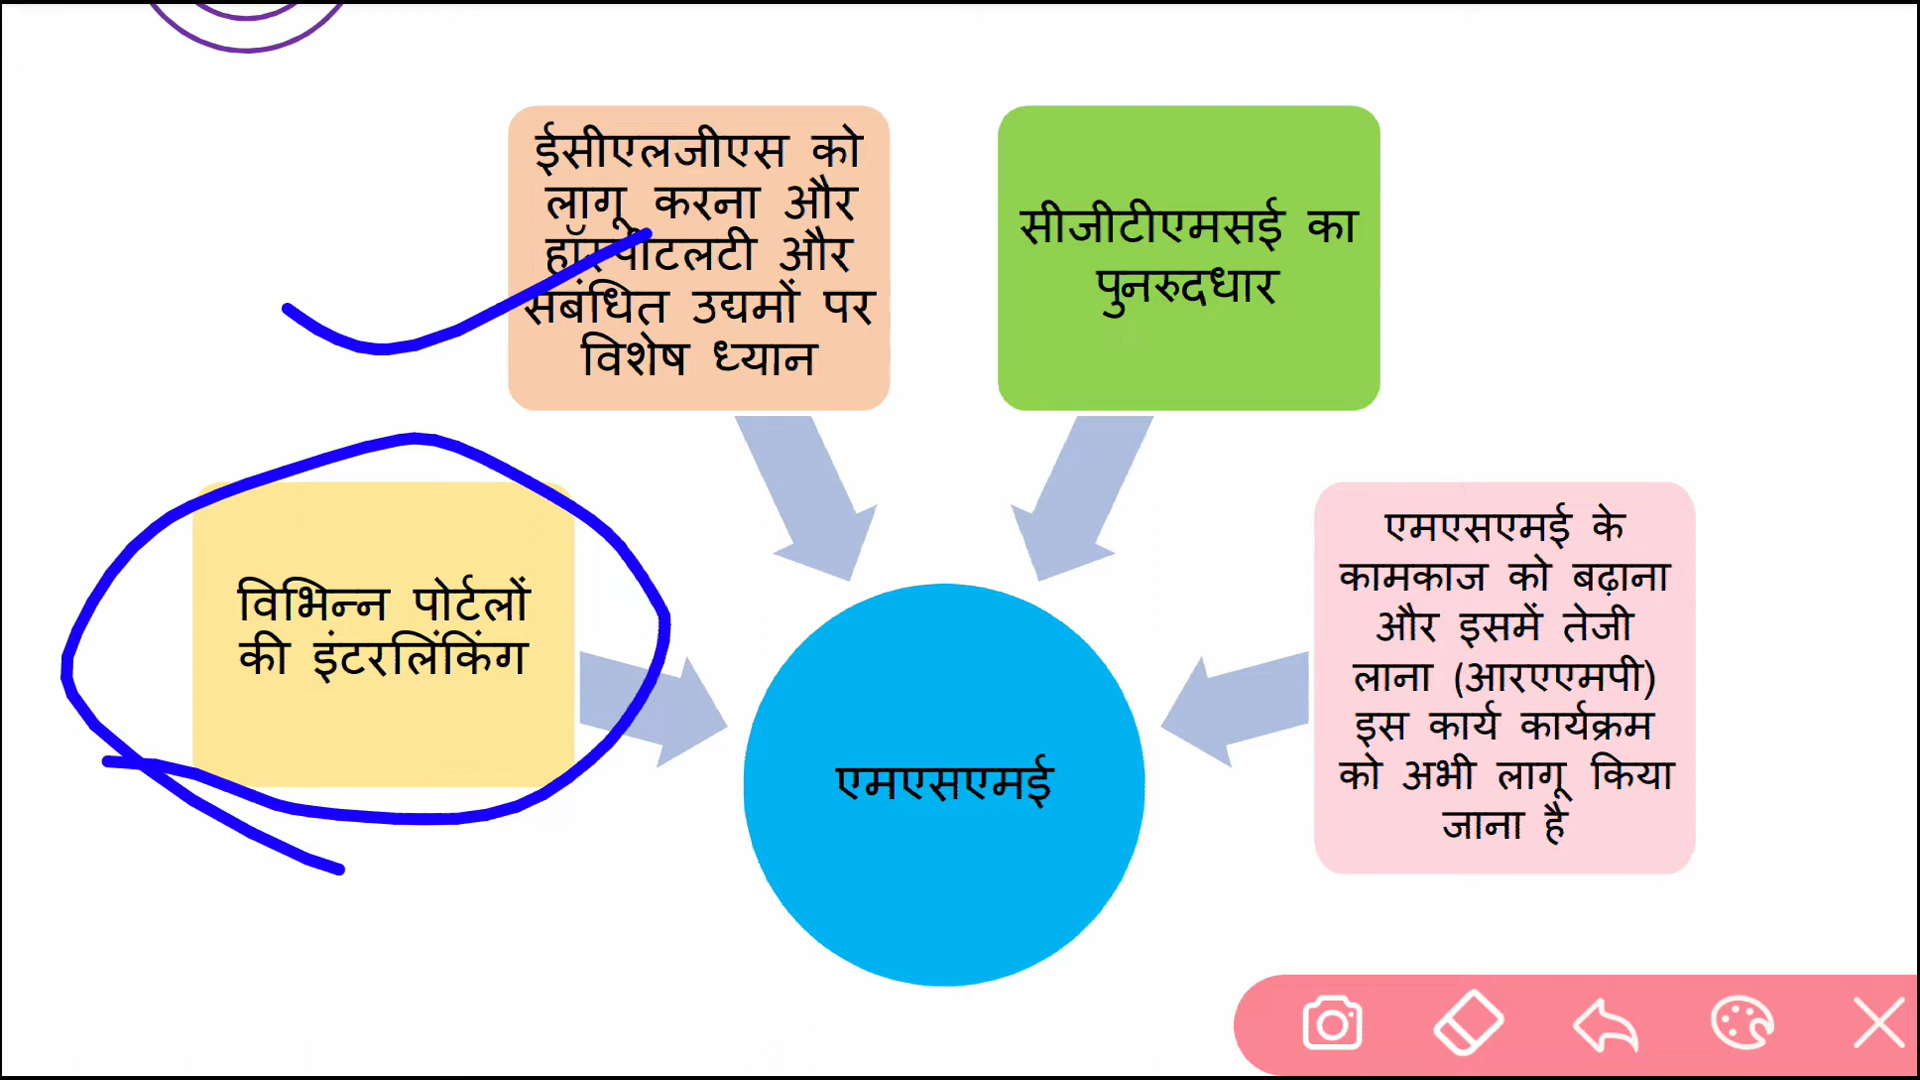 ईसीएलजीएस को
लागू करना और
हॉस्पीटलटी और
संबंधित उद्यमों पर
विशेष ध्यान
सीजीटीएमसई का
पुनरुदधार
विभिन्न पोर्टलों
की इंटरलिंकिंग
एमएसएमई के
कामकाज को बढ़ाना
और इसमें तेजी
लाना (आरएएमपी)
इस कार्य कार्यक्रम
को अभी लागू किया
जाना है
एमएसएमई